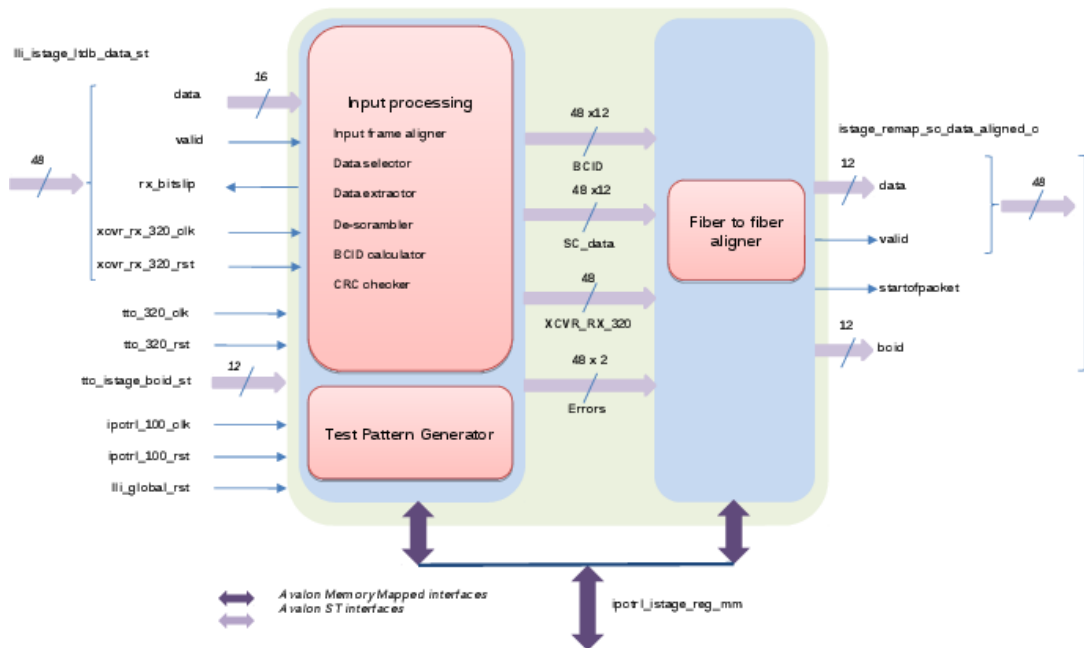 lli_istage_ltdb_data_st
48
data
16
valid
rx_bitslip
xcvr_rx_320_clk
xcvr_rx_320_rst
ttc_320_clk
ttc_320_rst
ttc_istage_bcid_st
12
ipctrl_100_clk
ipctrl_100_rst
lli_global_rst
Input processing
Input frame aligner
Data selector
Data extractor
De-scrambler
BCID calculator
CRC checker
Test Pattern Generator
48 x12
BCID
48 x12
SC_data
48
XCVR_RX_320
48 x 2
Errors
Fiber to fiber
aligner
istage_remap_sc_data_aligned_o
12
data
48
valid
startofpacket
12
bcid
Avalon Memory Mapped interfaces
Avalon ST interfaces
ipctrl_istage_reg_mm